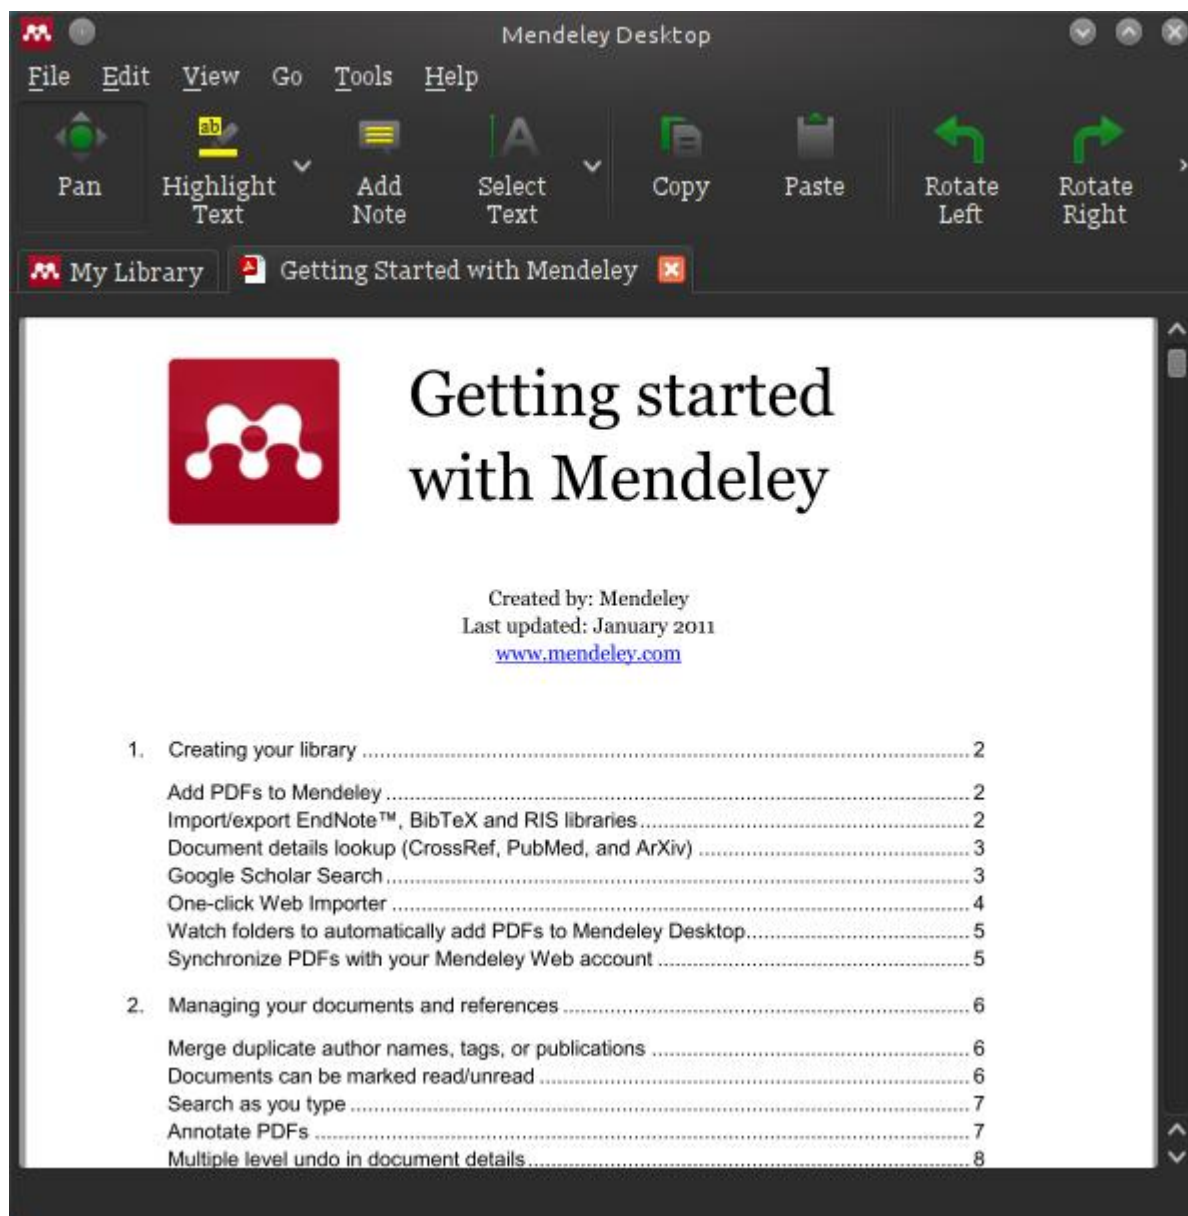 Mendeley Desktop
File Edit View Go Tools Help
Pan
Highlight Text
Add Note
Select Text
Copy
Paste
Rotate Left
Rotate Right
My Library
Getting Started with Mendeley
Getting started
with Mendeley
Created by: Mendeley
Last updated: January 2011
www.mendeley.com
1. Creating your library 2
Add PDFs to Mendeley 2
Import/export EndNote™, BibTeX and RIS libraries 2
Document details lookup (CrossRef, PubMed, and ArXiv) 3
Google Scholar Search 3
One-click Web Importer 4
Watch folders to automatically add PDFs to Mendeley Desktop 5
Synchronize PDFs with your Mendeley Web account 5
2. Managing your documents and references 6
Merge duplicate author names, tags, or publications 6
Documents can be marked read/unread 6
Search as you type 7
Annotate PDFs 7
Multiple level undo in document details 8